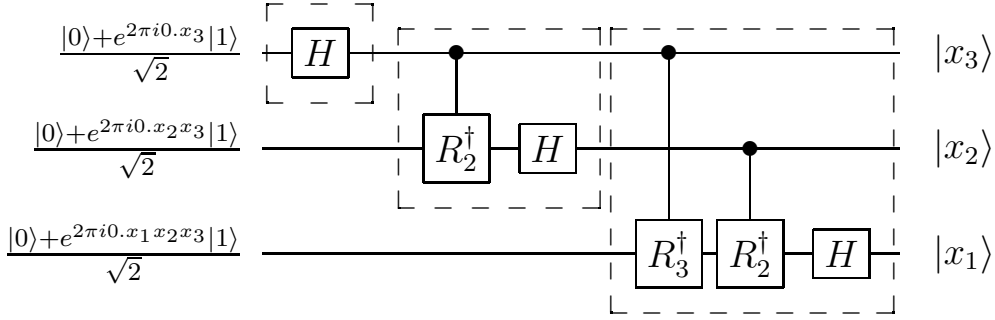 |0⟩+e^{2πi0.x_3}|1⟩ / √2 H |x_3⟩
|0⟩+e^{2πi0.x_2x_3}|1⟩ / √2 R_2^† H |x_2⟩
|0⟩+e^{2πi0.x_1x_2x_3}|1⟩ / √2 R_3^† R_2^† H |x_1⟩